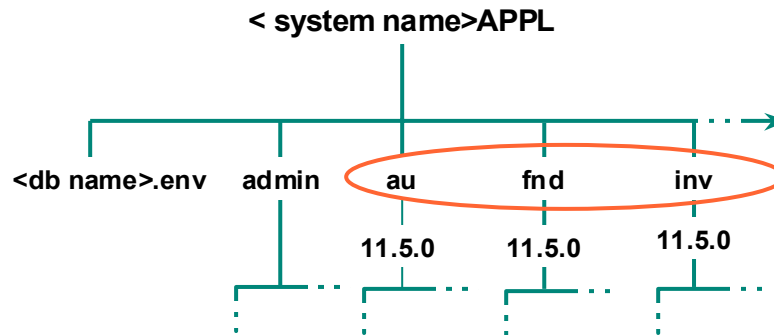 < system name>APPL
<db name>.env admin au fnd inv
11.5.0 11.5.0 11.5.0